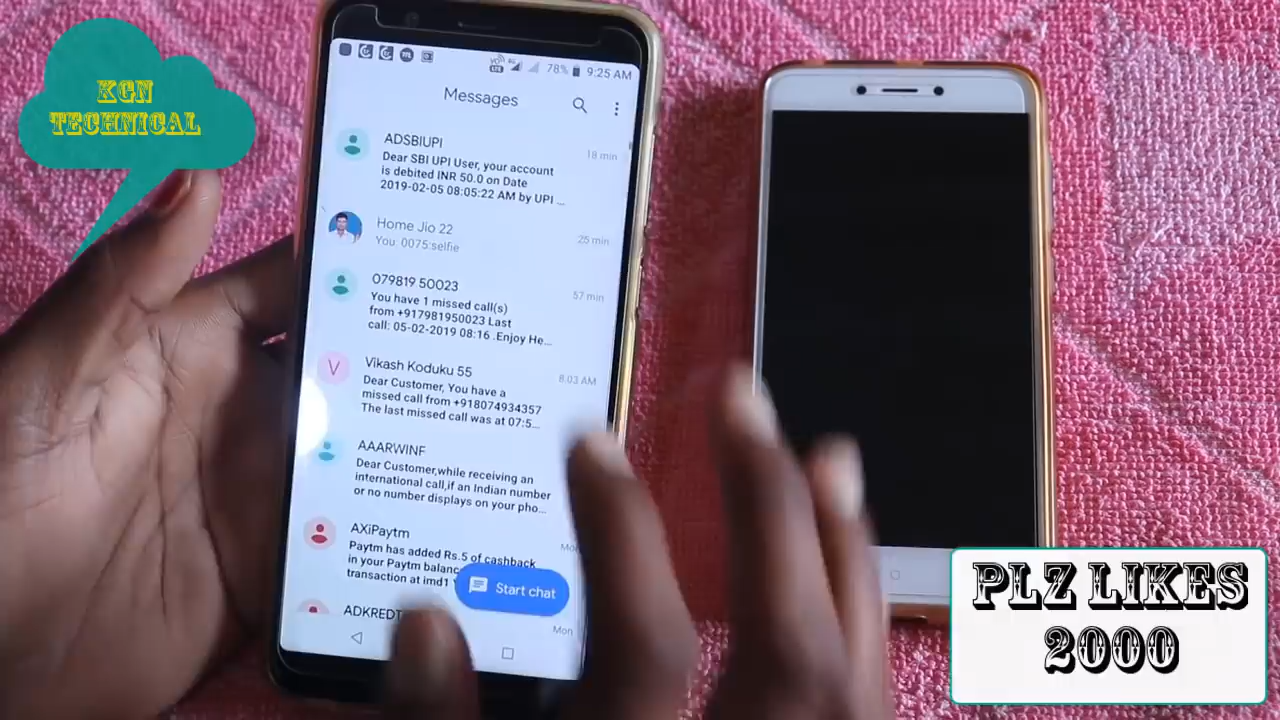 KGN
TECHNICAL
78% 9:25 AM
Messages
ADSBIUPI
18 min
Dear SBI UPI User, your account
is debited INR 50.0 on Date
2019-02-05 08:05:22 AM by UPI ...
Home Jio 22
25 min
You: 0075:selfie
079819 50023
57 min
You have 1 missed call(s)
from +917981950023 Last
call: 05-02-2019 08:16 .Enjoy He...
V
Vikash Koduku 55
8:03 AM
Dear Customer, You have a
missed call from +918074934357
The last missed call was at 07:5...
AAARWINF
Dear Customer,while receiving an
international call,if an Indian number
or no number displays on your pho...
AXiPaytm
Paytm has added Rs.5 of cashback
in your Paytm
transaction at imd1
Start chat
Mon
PLZ LIKES
2000